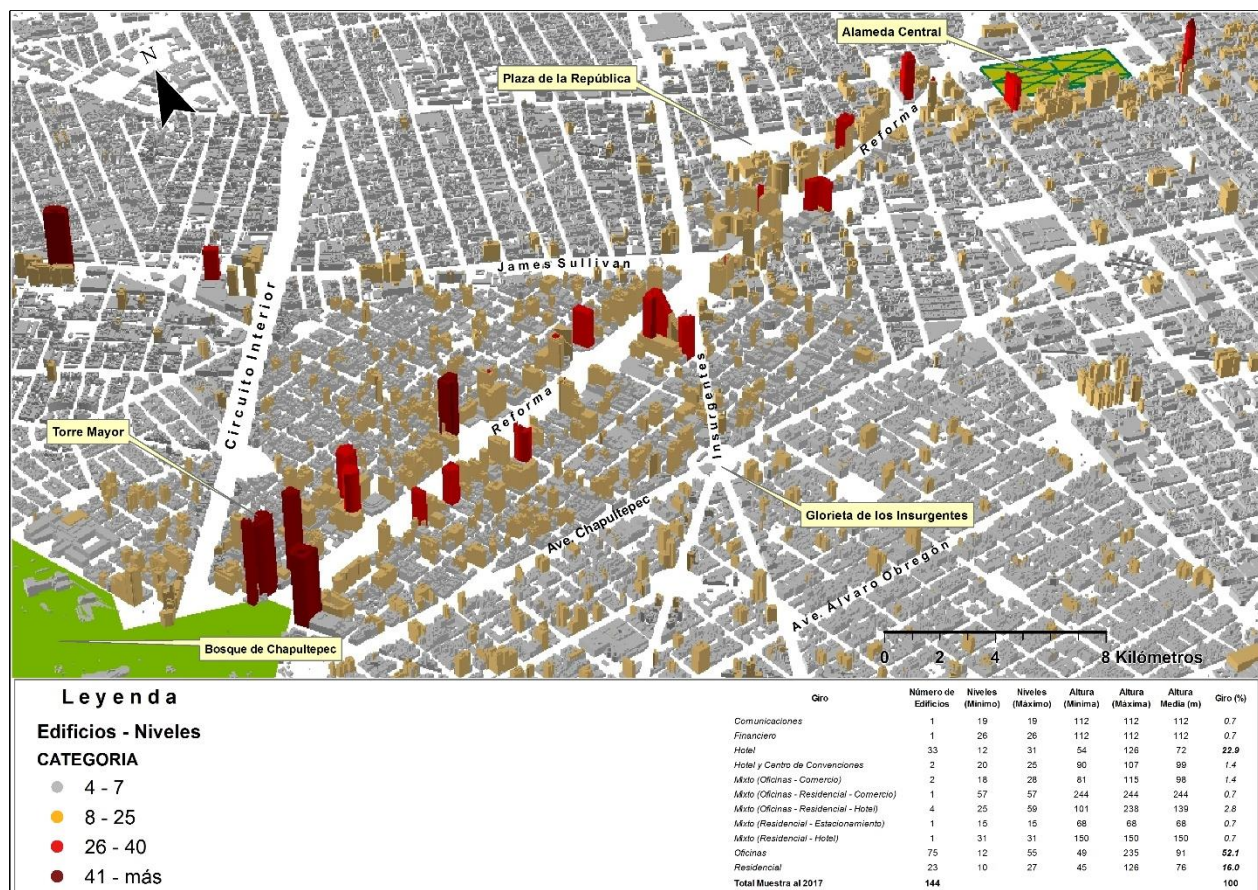 N
Alameda Central
Plaza de la República
Reforma
James Sullivan
Circuito Interior
Insurgentes
Reforma
Torre Mayor
Glorieta de los Insurgentes
Ave. Chapultepec
Ave. Alvaro Obregón
Bosque de Chapultepec
0 2 4 8 Kilómetros
Leyenda
Edificios - Niveles
CATEGORIA
4 - 7
8 - 25
26 - 40
41 - más
Giro Número de Edificios Niveles (Mínimo) Niveles (Máximo) Altura (Mínima) Altura (Máxima) Altura Media (m) Giro (%)
Comunicaciones 1 19 19 112 112 112 0.7
Financiero 1 26 26 112 112 112 0.7
Hotel 33 12 31 54 126 72 22.9
Hotel y Centro de Convenciones 2 20 25 90 107 99 1.4
Mixto (Oficinas - Comercio) 2 18 28 81 115 98 1.4
Mixto (Oficinas - Residencial - Comercio) 1 57 57 244 244 244 0.7
Mixto (Oficinas - Residencial - Hotel) 4 25 59 101 238 139 2.8
Mixto (Residencial - Estacionamiento) 1 15 15 68 68 68 0.7
Mixto (Residencial - Hotel) 1 31 31 150 150 150 0.7
Oficinas 75 12 55 49 235 91 52.1
Residencial 23 10 27 45 126 76 16.0
Total Muestra al 2017 144 100